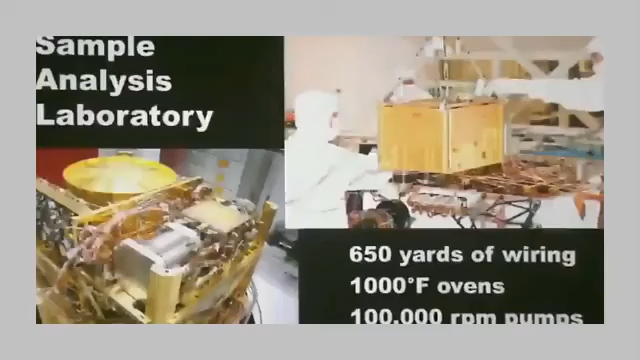 Sample
Analysis
Laboratory
650 yards of wiring
1000°F ovens
100,000 rpm pumps